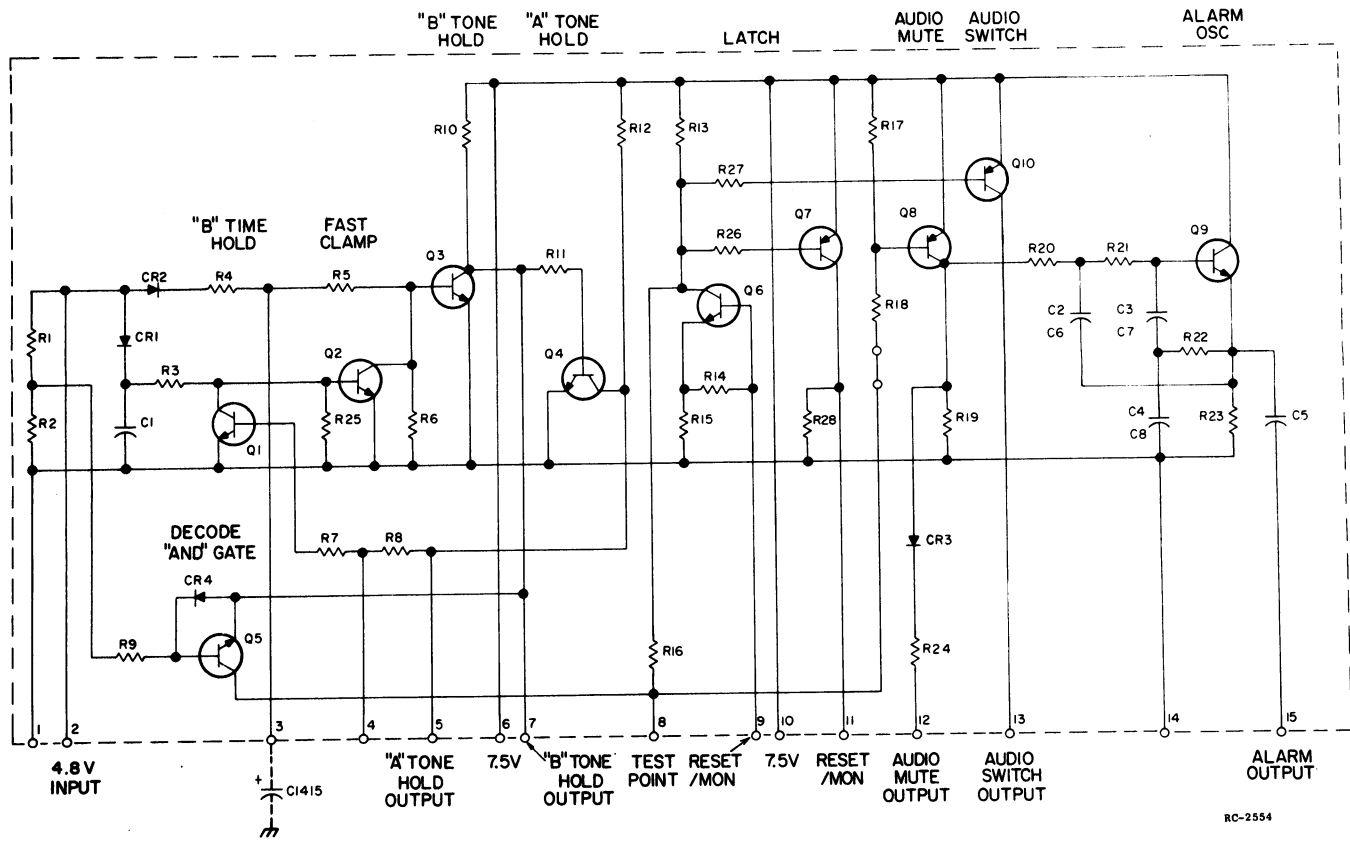 "B" TONE HOLD
"A" TONE HOLD
LATCH
AUDIO MUTE
AUDIO SWITCH
ALARM OSC
R10
R12
R13
R17
R27
Q10
"B" TIME HOLD
FAST CLAMP
Q3
R11
R26
Q7
Q8
R20
R21
Q9
CR2
R4
R5
Q6
R18
C2
C6
C3
C7
R1
CR1
R3
Q2
Q4
R22
R14
R2
C1
Q1
R25
R6
R15
R28
R19
C4
C8
R23
C5
DECODE "AND" GATE
R7
R8
CR3
CR4
R9
Q5
R16
R24
1
2
3
4
5
6
7
8
9
10
11
12
13
14
15
4.8 V INPUT
+
C1415
"A" TONE HOLD OUTPUT
7.5V
"B" TONE HOLD OUTPUT
TEST POINT
RESET /MON
7.5V
RESET /MON
AUDIO MUTE OUTPUT
AUDIO SWITCH OUTPUT
ALARM OUTPUT
RC-2554